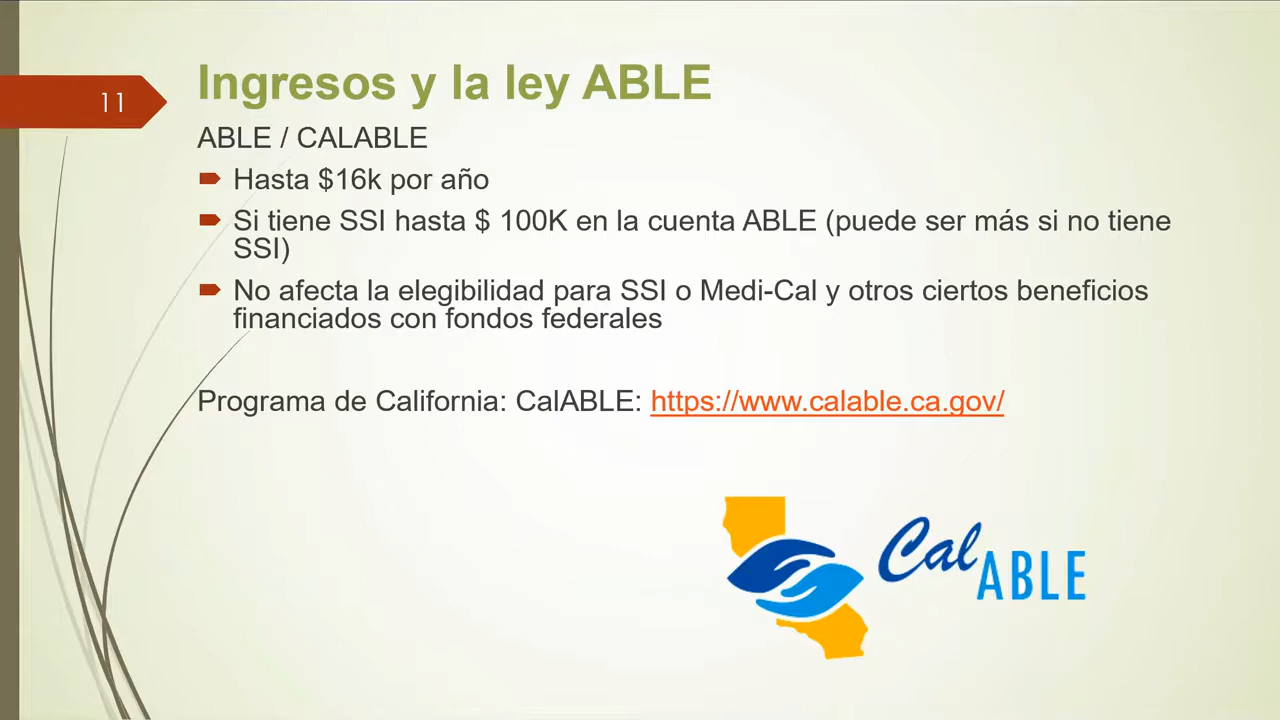 11
Ingresos y la ley ABLE
ABLE / CALABLE
Hasta $16k por año
Si tiene SSI hasta $ 100K en la cuenta ABLE (puede ser más si no tiene
SSI)
No afecta la elegibilidad para SSI o Medi-Cal y otros ciertos beneficios
financiados con fondos federales
Programa de California: CalABLE: https://www.calable.ca.gov/
Cal ABLE